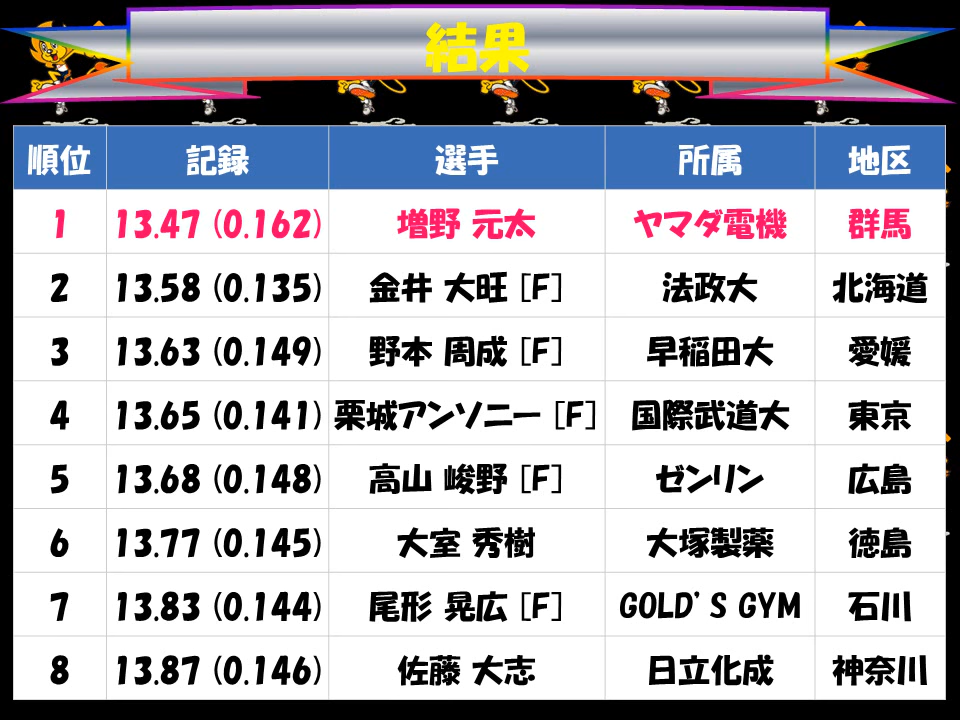 結果
順位 記録 選手 所属 地区
1 13.47 (0.162) 増野 元太 ヤマダ電機 群馬
2 13.58 (0.135) 金井 大旺 [F] 法政大 北海道
3 13.63 (0.149) 野本 周成 [F] 早稲田大 愛媛
4 13.65 (0.141) 栗城アンソニー [F] 国際武道大 東京
5 13.68 (0.148) 高山 峻野 [F] ゼンリン 広島
6 13.77 (0.145) 大室 秀樹 大塚製薬 徳島
7 13.83 (0.144) 尾形 晃広 [F] GOLD'S GYM 石川
8 13.87 (0.146) 佐藤 大志 日立化成 神奈川